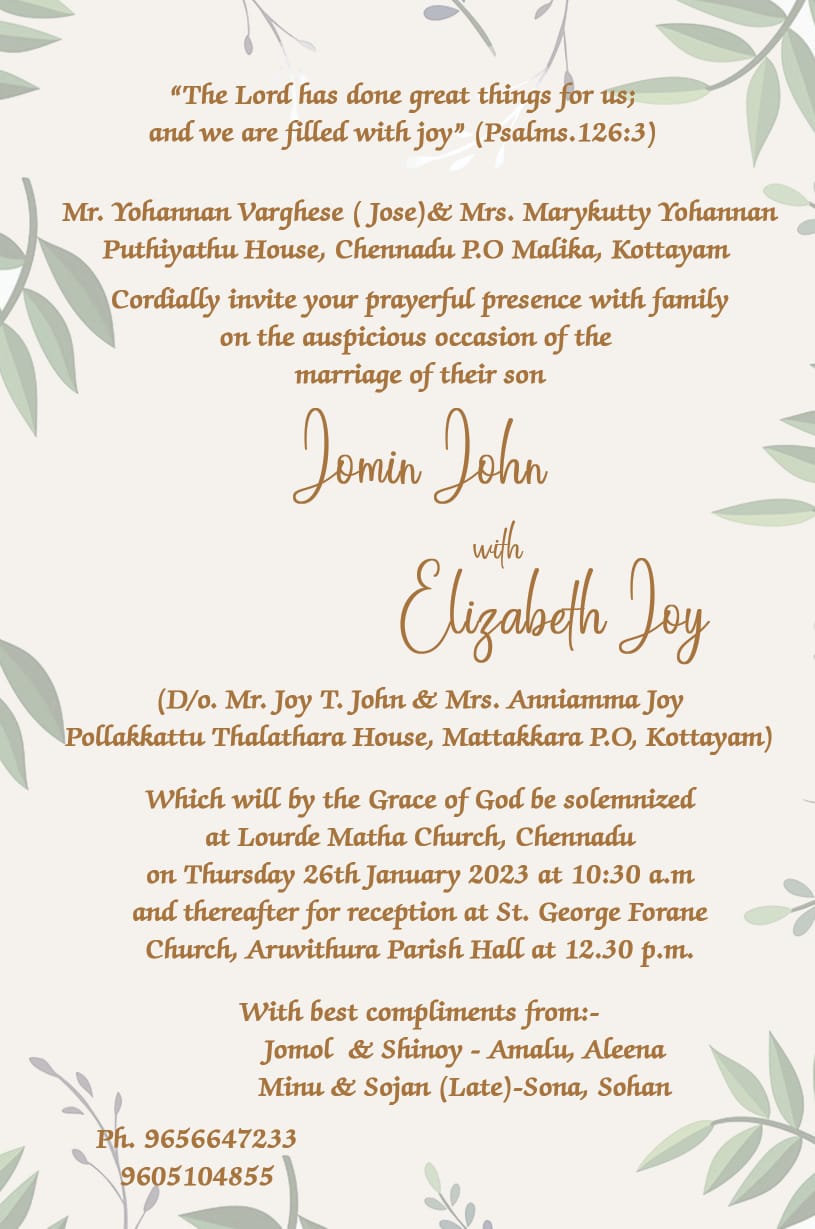 “The Lord has done great things for us;
and we are filled with joy” (Psalms.126:3)
Mr. Yohannan Varghese ( Jose)& Mrs. Marykutty Yohannan
Puthiyathu House, Chennadu P.O Malika, Kottayam
Cordially invite your prayerful presence with family
on the auspicious occasion of the
marriage of their son
Jomin John
with
Elizabeth Joy
(D/o. Mr. Joy T. John & Mrs. Anniamma Joy
Pollakkattu Thalathara House, Mattakkara P.O, Kottayam)
Which will by the Grace of God be solemnized
at Lourde Matha Church, Chennadu
on Thursday 26th January 2023 at 10:30 a.m
and thereafter for reception at St. George Forane
Church, Aruvithura Parish Hall at 12.30 p.m.
With best compliments from:-
Jomol & Shinoy - Amalu, Aleena
Minu & Sojan (Late)-Sona, Sohan
Ph. 9656647233
9605104855